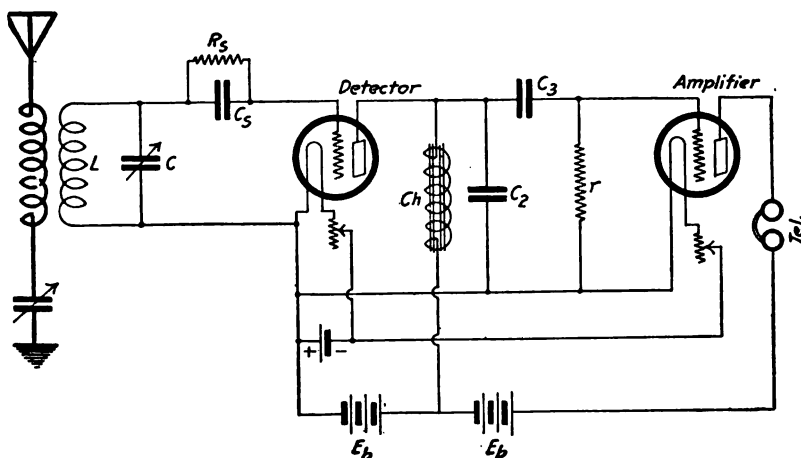 Rs
Cs
Detector
C3
Amplifier
L
C
Ch
C2
r
Tel.
+ -
Eb
Eb